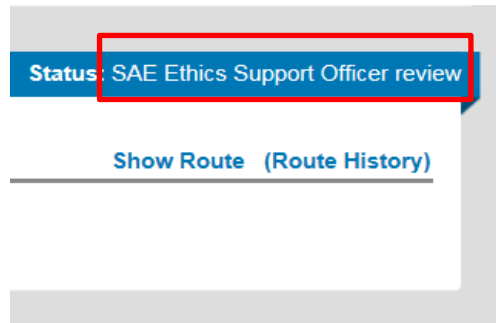 Status: SAE Ethics Support Officer review
Show Route (Route History)